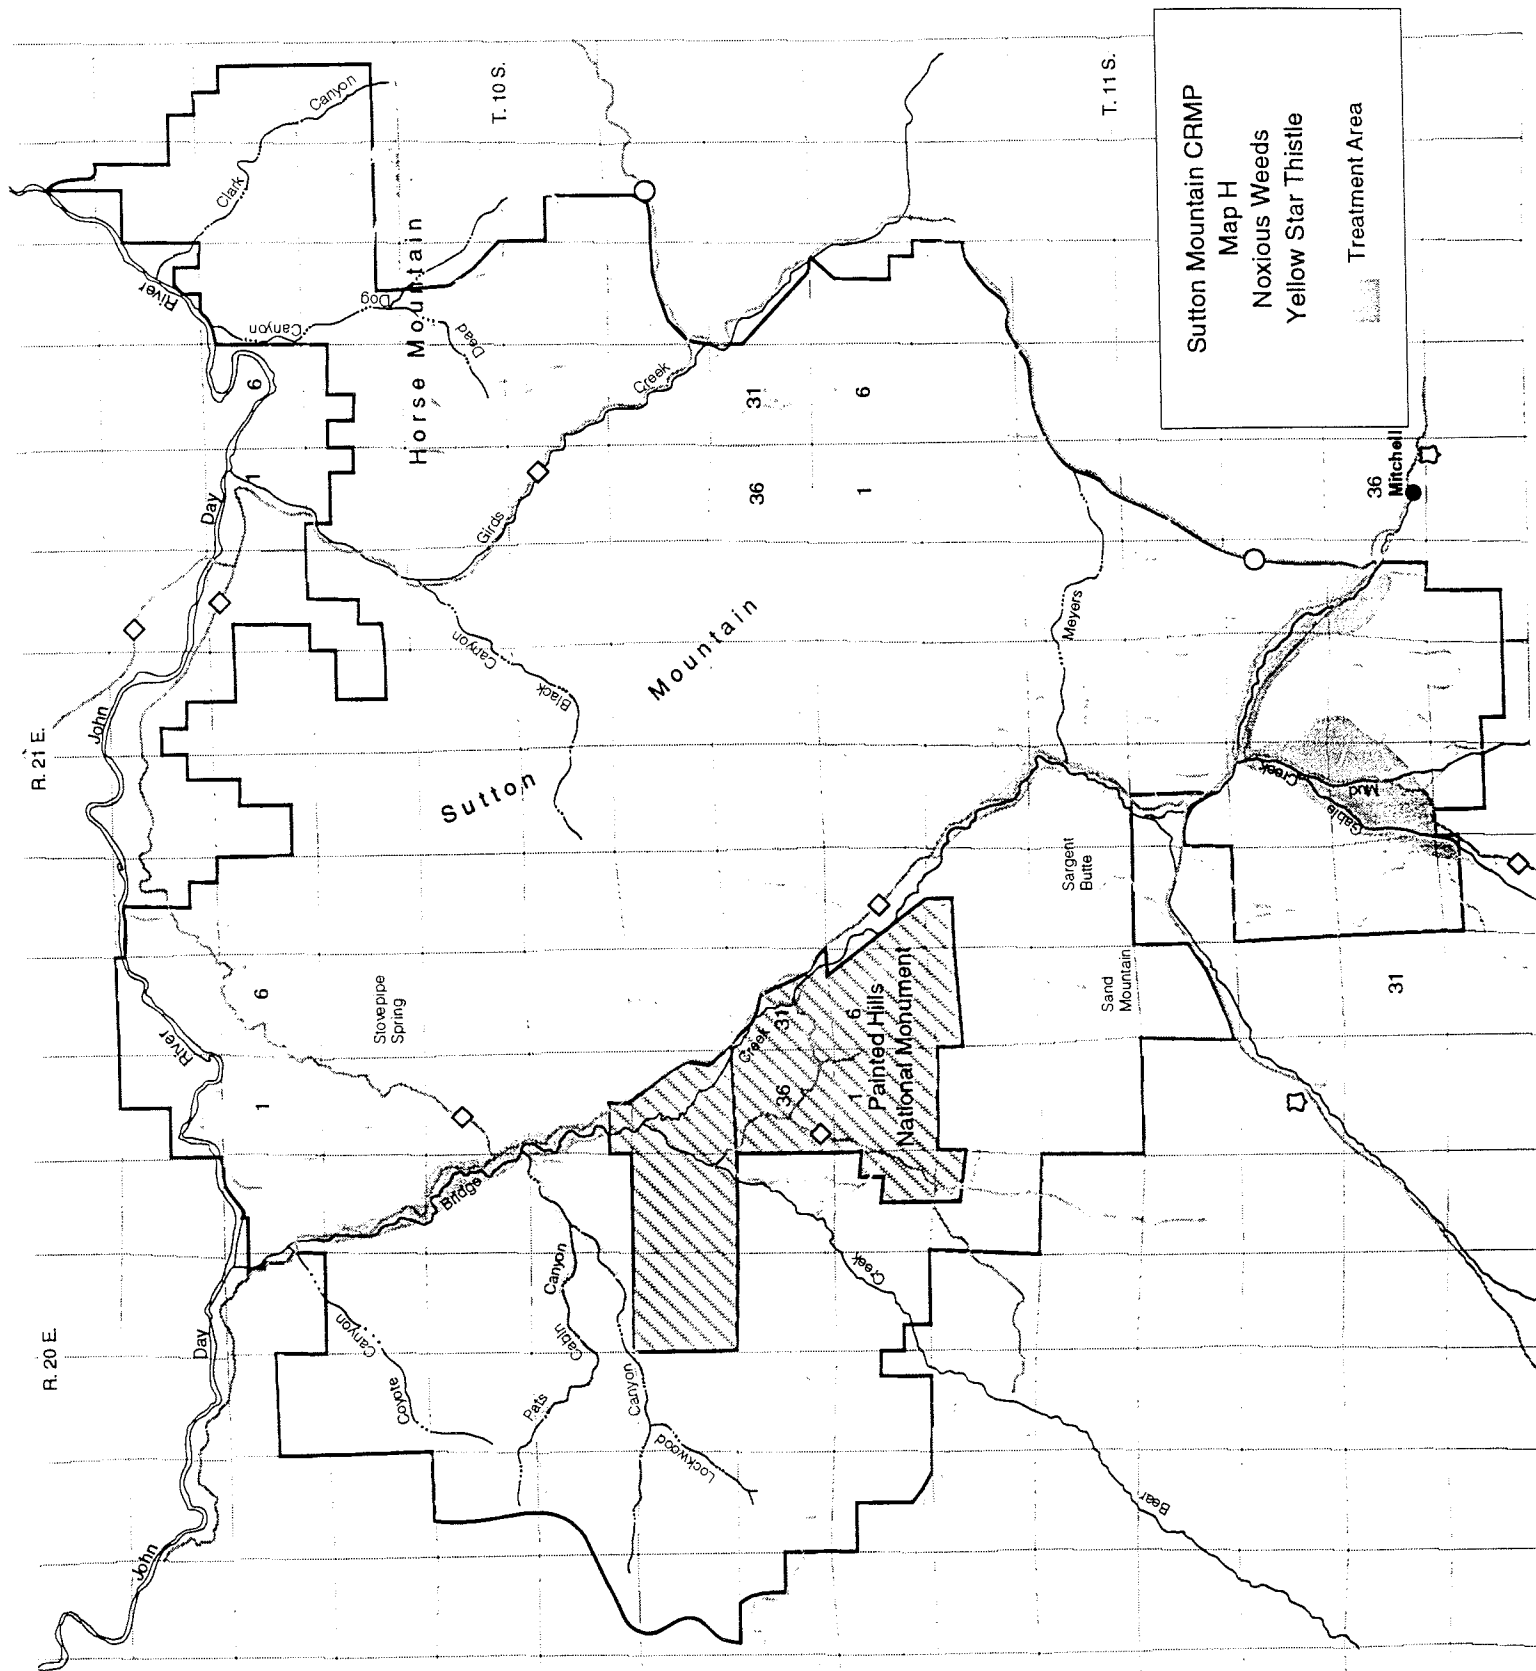 R. 20 E.
R. 21 E.
T. 10 S.
T. 11 S.
John
Day
River
John
Day
River
Clark
Canyon
Canyon
Dog
Dead
Horse Mountain
6
1
Girds
Creek
31
6
36
1
Canyon
Black
Sutton
Mountain
Meyers
36
Mitchell
6
1
Stovepipe
Spring
Bridge
Creek
31
6
36
1
Painted Hills
National Monument
Sargent
Butte
Sand
Mountain
31
Creek
Mud
Gable
Canyon
Coyote
Pats
Cabin
Canyon
Canyon
Lockwood
Creek
Bear
Sutton Mountain CRMP
Map H
Noxious Weeds
Yellow Star Thistle
Treatment Area